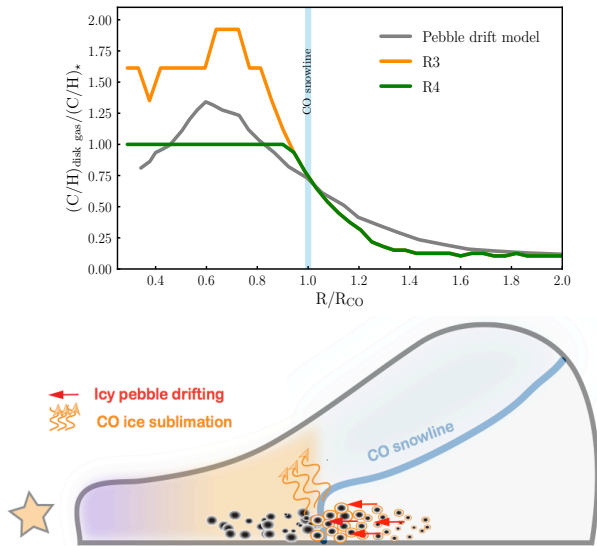 2.00
1.75
1.50
1.25
1.00
0.75
0.50
0.25
0.00
(C/H)disk gas/(C/H)⋆
CO snowline
Pebble drift model
R3
R4
0.4 0.6 0.8 1.0 1.2 1.4 1.6 1.8 2.0
R/RCO
Icy pebble drifting
CO ice sublimation
CO snowline